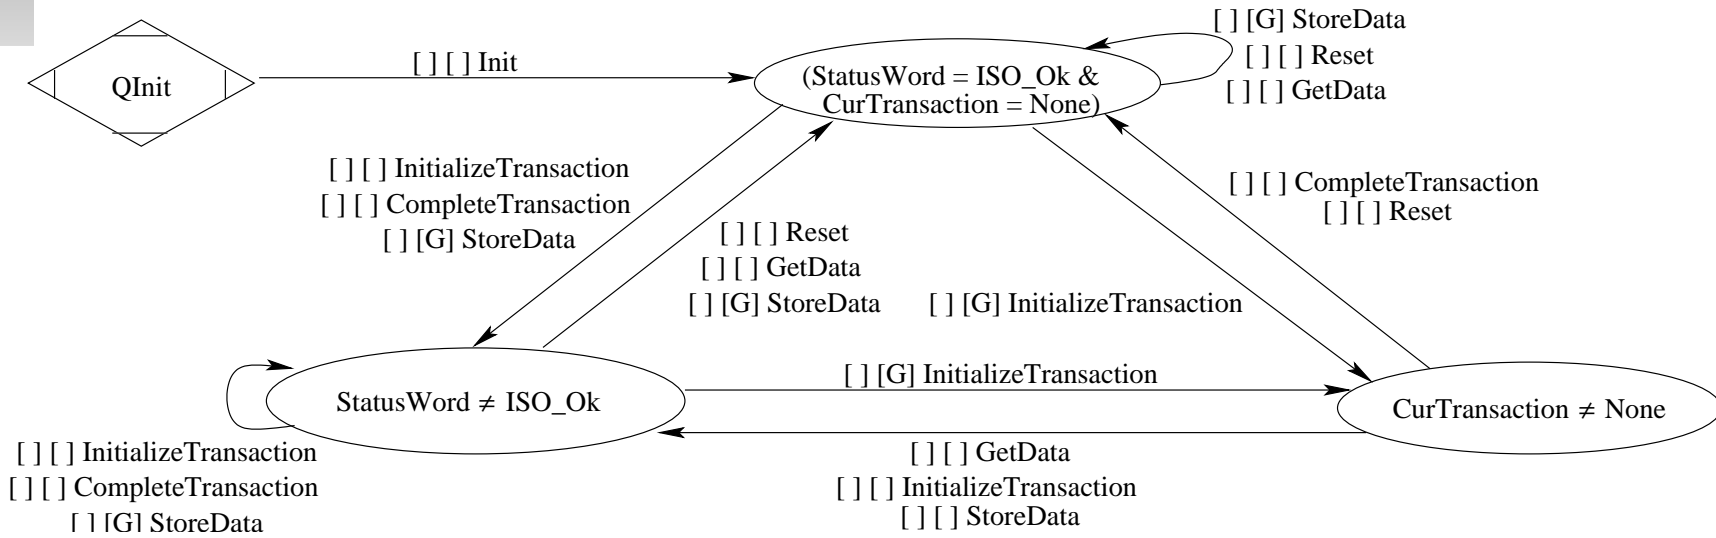 [ ] [G] StoreData
[ ] [ ] Init
[ ] [ ] Reset
QInit
(StatusWord = ISO_Ok &
CurTransaction = None)
[ ] [ ] GetData
[ ] [ ] InitializeTransaction
[ ] [ ] CompleteTransaction
[ ] [G] StoreData
[ ] [ ] CompleteTransaction
[ ] [ ] Reset
[ ] [ ] Reset
[ ] [ ] GetData
[ ] [G] StoreData
[ ] [G] InitializeTransaction
[ ] [G] InitializeTransaction
StatusWord ≠ ISO_Ok
CurTransaction ≠ None
[ ] [ ] InitializeTransaction
[ ] [ ] CompleteTransaction
[ ] [G] StoreData
[ ] [ ] GetData
[ ] [ ] InitializeTransaction
[ ] [ ] StoreData